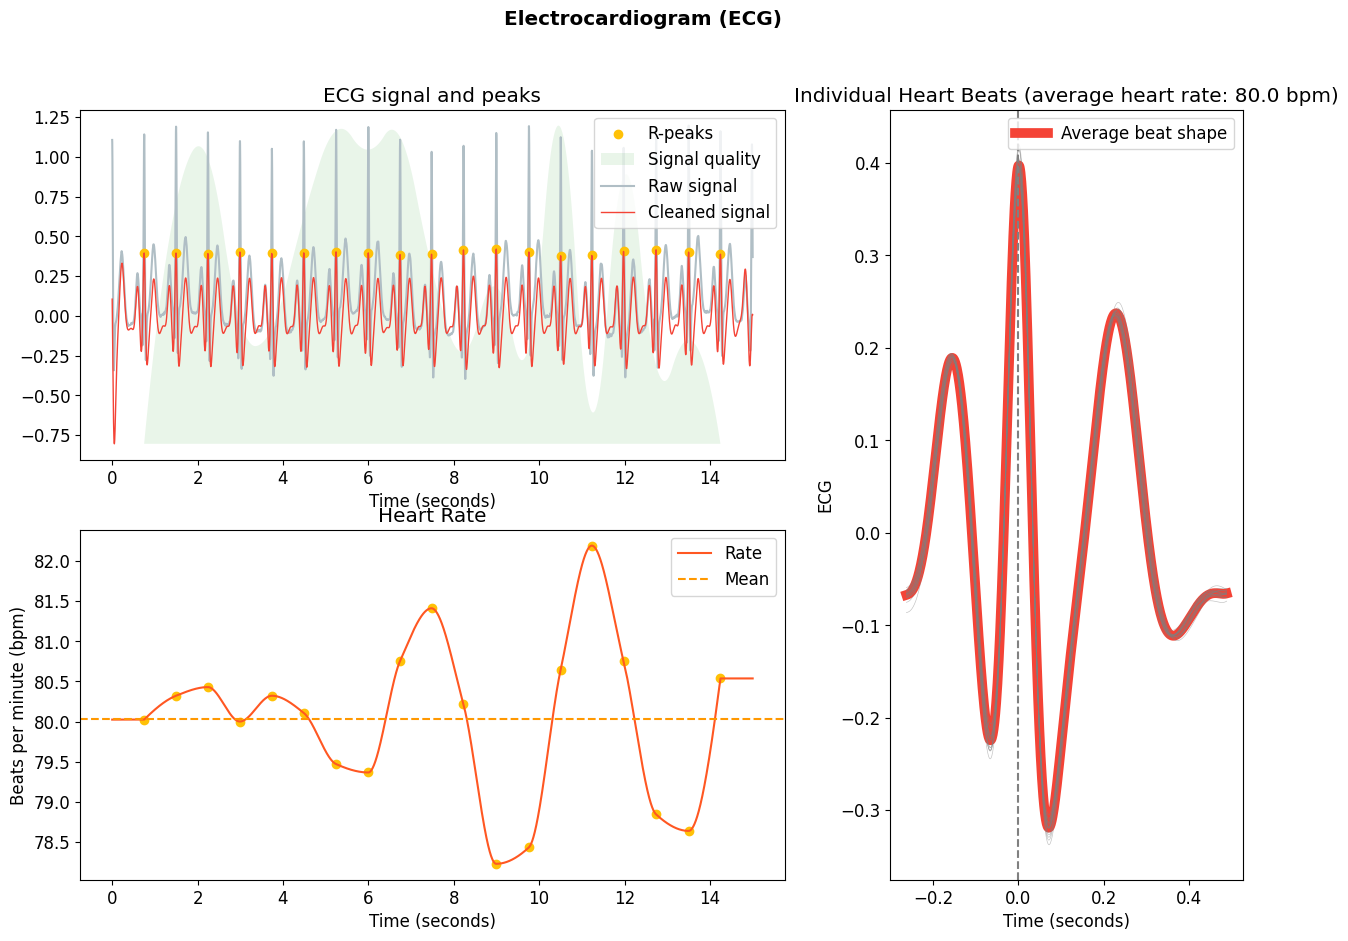 Electrocardiogram (ECG)
ECG signal and peaks
1.25
1.00
0.75
0.50
0.25
0.00
−0.25
−0.50
−0.75
R-peaks
Signal quality
Raw signal
Cleaned signal
0 2 4 6 8 10 12 14
Time (seconds)
Heart Rate
82.0
81.5
81.0
80.5
80.0
79.5
79.0
78.5
Beats per minute (bpm)
Rate
Mean
0 2 4 6 8 10 12 14
Time (seconds)
Individual Heart Beats (average heart rate: 80.0 bpm)
Average beat shape
0.4
0.3
0.2
0.1
0.0
−0.1
−0.2
−0.3
ECG
−0.2 0.0 0.2 0.4
Time (seconds)